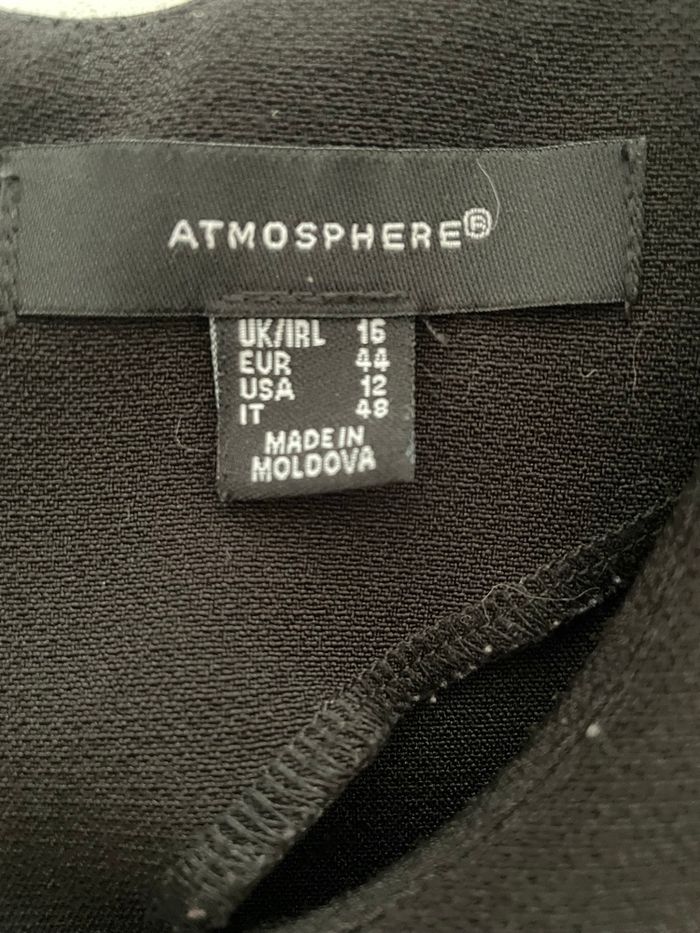 ATMOSPHERE®
UK/IRL 16
EUR 44
USA 12
IT 48
MADE IN
MOLDOVA